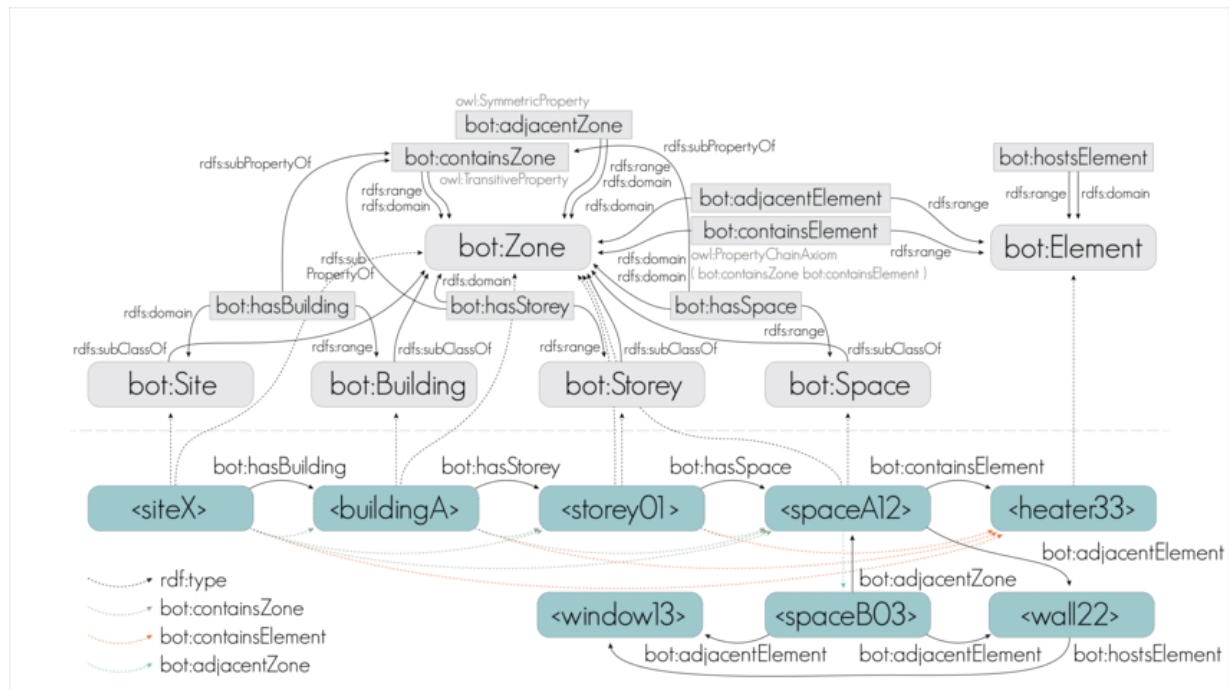 owl:SymmetricProperty
bot:adjacentZone
rdfs:subPropertyOf
bot:containsZone
rdfs:subPropertyOf
bot:hostsElement
owl:TransitiveProperty
rdfs:range
rdfs:domain
rdfs:range
rdfs:domain
rdfs:range
rdfs:domain
rdfs:domain
bot:adjacentElement
rdfs:range
bot:containsElement
bot:Zone
rdfs:range
bot:Element
rdfs:sub
PropertyOf
rdfs:domain
rdfs:domain
owl:PropertyChainAxiom
( bot:containsZone bot:containsElement )
rdfs:domain
bot:hasBuilding
bot:hasStorey
bot:hasSpace
rdfs:domain
rdfs:range
rdfs:subClassOf
rdfs:range
rdfs:subClassOf
rdfs:range
rdfs:subClassOf
rdfs:subClassOf
bot:Site
bot:Building
bot:Storey
bot:Space
bot:hasBuilding
bot:hasStorey
bot:hasSpace
bot:containsElement
<siteX>
<buildingA>
<storey01>
<spaceA12>
<heater33>
bot:adjacentElement
rdf:type
bot:adjacentZone
bot:containsZone
<window13>
<spaceB03>
<wall22>
bot:containsElement
bot:adjacentElement
bot:adjacentElement
bot:hostsElement
bot:adjacentZone